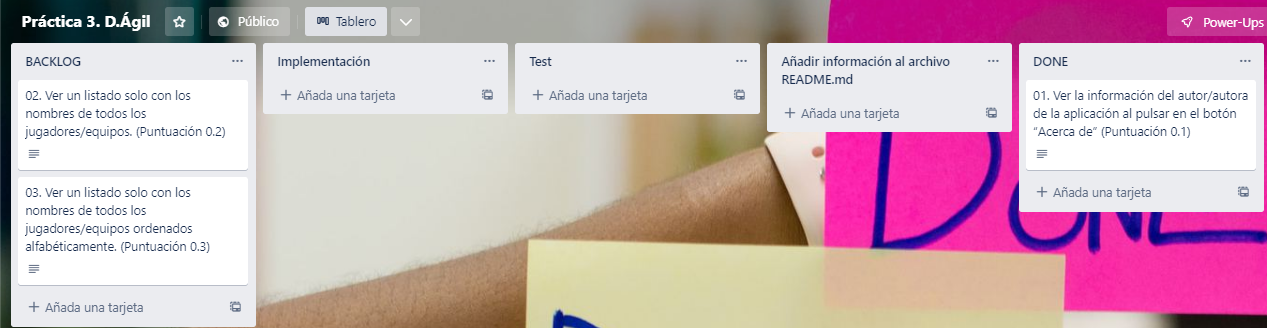 Práctica 3. D.Ágil
Público
Tablero
Power-Ups
BACKLOG
02. Ver un listado solo con los
nombres de todos los
jugadores/equipos. (Puntuación 0.2)
03. Ver un listado solo con los
nombres de todos los
jugadores/equipos ordenados
alfabéticamente. (Puntuación 0.3)
Añada una tarjeta
Implementación
Añada una tarjeta
Test
Añada una tarjeta
Añadir información al archivo
README.md
Añada una tarjeta
DONE
01. Ver la información del autor/autora
de la aplicación al pulsar en el botón
“Acerca de” (Puntuación 0.1)
Añada una tarjeta
DONE